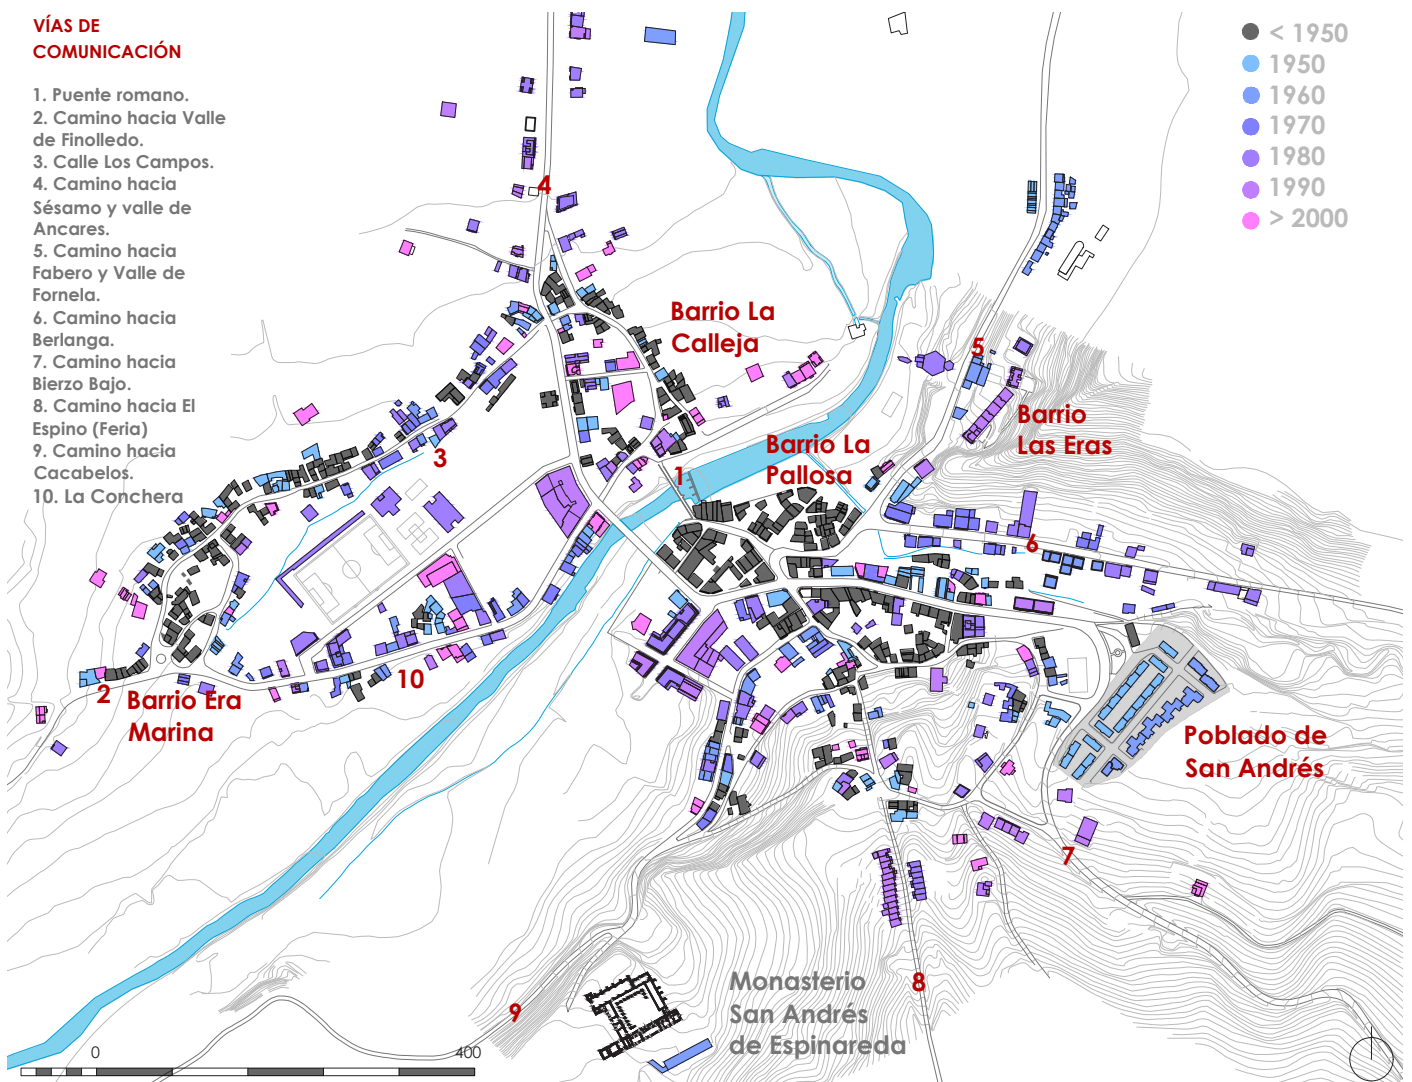 VÍAS DE
COMUNICACIÓN
1. Puente romano.
2. Camino hacia Valle
de Finolledo.
3. Calle Los Campos.
4. Camino hacia
Sésamo y valle de
Ancares.
5. Camino hacia
Fabero y Valle de
Fornela.
6. Camino hacia
Berlanga.
7. Camino hacia
Bierzo Bajo.
8. Camino hacia El
Espino (Feria)
9. Camino hacia
Cacabelos.
10. La Conchera
< 1950
1950
1960
1970
1980
1990
> 2000
4
Barrio La
Calleja
5
Barrio
Las Eras
3
1
Barrio La
Pallosa
6
2
Barrio Era
Marina
10
Poblado de
San Andrés
7
8
9
Monasterio
San Andrés
de Espinareda
0
400